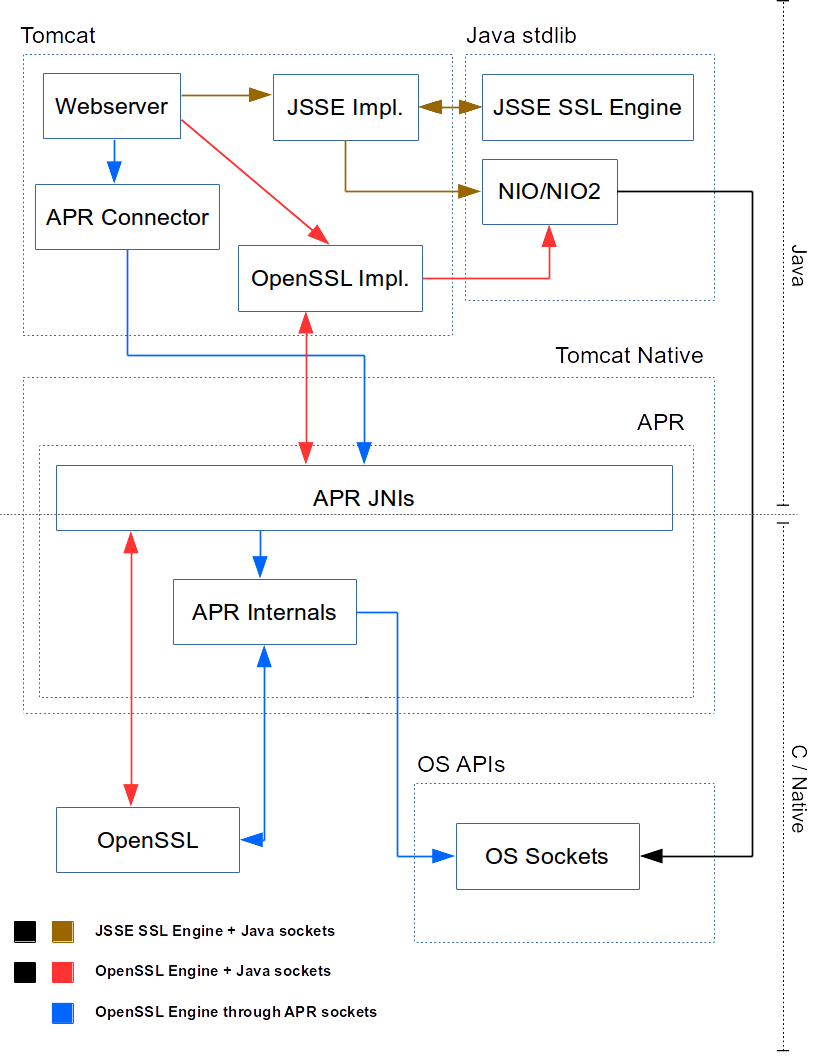 Tomcat
Java stdlib
Webserver
JSSE Impl.
JSSE SSL Engine
NIO/NIO2
APR Connector
OpenSSL Impl.
Java
Tomcat Native
APR
APR JNIs
APR Internals
OS APIs
C / Native
OpenSSL
OS Sockets
JSSE SSL Engine + Java sockets
OpenSSL Engine + Java sockets
OpenSSL Engine through APR sockets